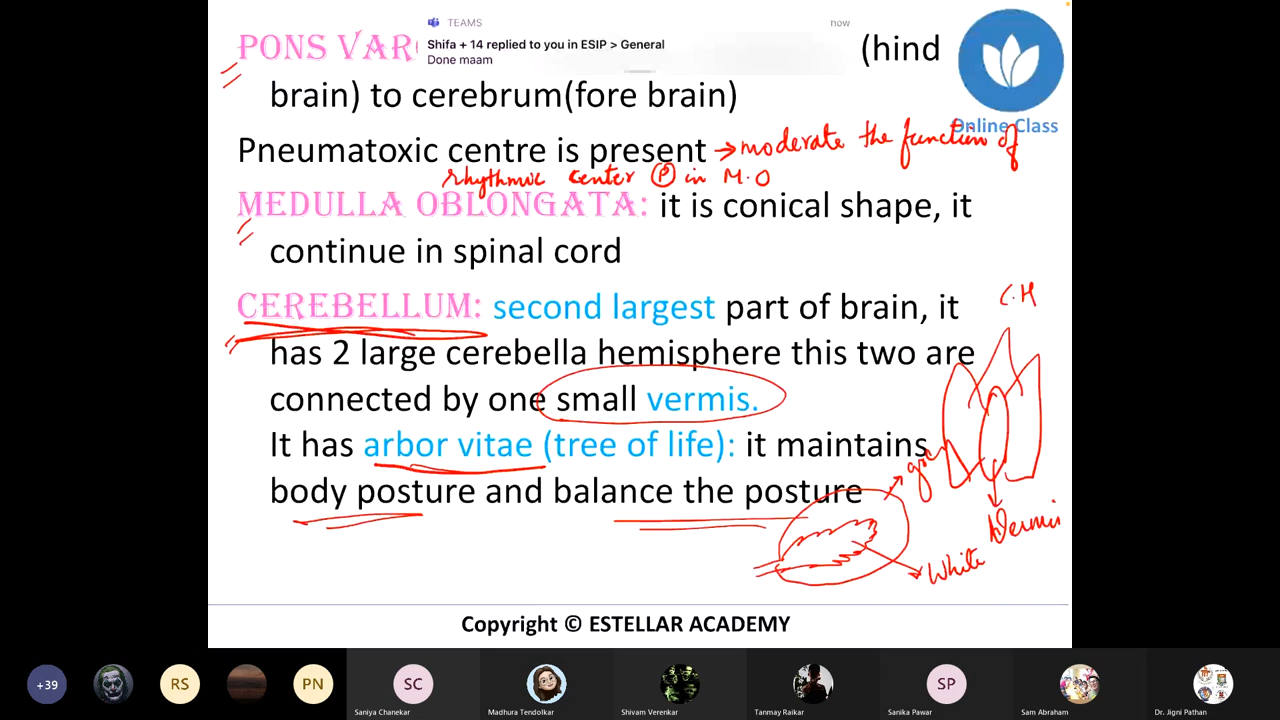 TEAMS
now
Shifa + 14 replied to you in ESIP > General
Done maam
PONS VAR
(hind
brain) to cerebrum(fore brain)
Online Class
Pneumatoxic centre is present → moderate the function of
rhythmic center (P) in M.O
MEDULLA OBLONGATA: it is conical shape, it
continue in spinal cord
C.H
CEREBELLUM: second largest part of brain, it
has 2 large cerebella hemisphere this two are
connected by one small vermis.
It has arbor vitae (tree of life): it maintains
body posture and balance the posture
White
Copyright © ESTELLAR ACADEMY
+39
RS
PN
SC
SP
Saniya Chanekar
Madhura Tendolkar
Shivam Verenkar
Tanmay Raikar
Sanika Pawar
Sam Abraham
Dr. Jigni Pathan